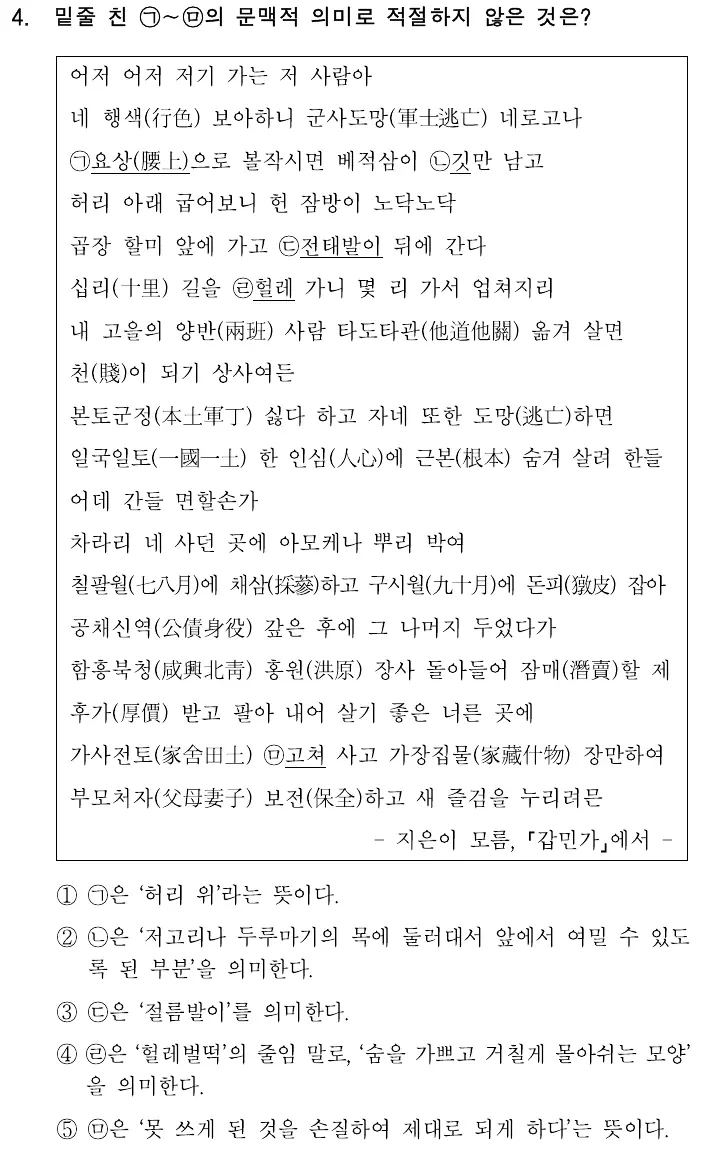 4. 밑줄 친 ㉠~㉤의 문맥적 의미로 적절하지 않은 것은?
어저 어저 저기 가는 저 사람아
네 행색(行色) 보아하니 군사도망(軍士逃亡) 네로고나
㉠요상(腰上)으로 볼작시면 베적삼이 ㉡깃만 남고
허리 아래 굽어보니 헌 잠방이 노닥노닥
곱장 할미 앞에 가고 ㉢전태발이 뒤에 간다
십리(十里) 길을 ㉣헐레 가니 몇 리 가서 업쳐지리
내 고을의 양반(兩班) 사람 타도타관(他道他關) 옮겨 살면
천(賤)이 되기 상사여든
본토군정(本土軍丁) 싫다 하고 자네 또한 도망(逃亡)하면
일국일토(一國一土) 한 인심(人心)에 근본(根本) 숨겨 살려 한들
어데 간들 면할손가
차라리 네 사던 곳에 아모케나 뿌리 박여
칠팔월(七八月)에 채삼(採蔘)하고 구시월(九十月)에 돈피(獤皮) 잡아
공채신역(公債身役) 갚은 후에 그 나머지 두었다가
함흥북청(咸興北靑) 홍원(洪原) 장사 돌아들어 잠매(潛賣)할 제
후가(厚價) 받고 팔아 내어 살기 좋은 너른 곳에
가사전토(家舍田土) ㉤고쳐 사고 가장집물(家藏什物) 장만하여
부모처자(父母妻子) 보전(保全)하고 새 즐검을 누리려믄
- 지은이 모름, 「갑민가」에서 -
① ㉠은 ‘허리 위’라는 뜻이다.
② ㉡은 ‘저고리나 두루마기의 목에 둘러대서 앞에서 여밀 수 있도
록 된 부분’을 의미한다.
③ ㉢은 ‘절름발이’를 의미한다.
④ ㉣은 ‘헐레벌떡’의 줄임 말로, ‘숨을 가쁘고 거칠게 몰아쉬는 모양’
을 의미한다.
⑤ ㉤은 ‘못 쓰게 된 것을 손질하여 제대로 되게 하다’는 뜻이다.